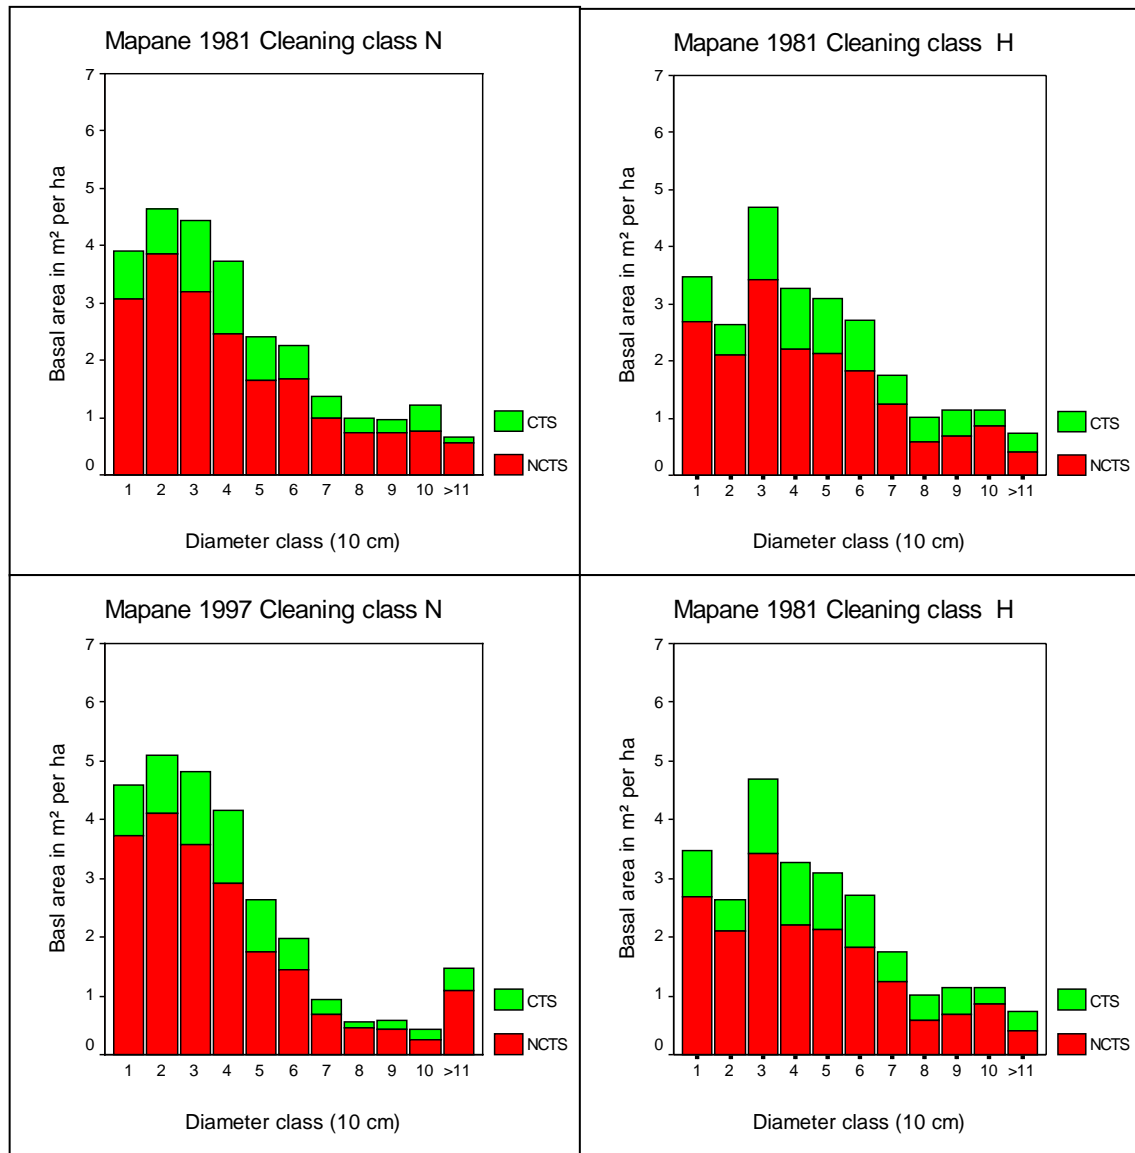 Mapane 1981 Cleaning class N
7
6
5
4
3
2
1
0
Basal area in m² per ha
1 2 3 4 5 6 7 8 9 10 >11
Diameter class (10 cm)
CTS
NCTS
Mapane 1981 Cleaning class H
7
6
5
4
3
2
1
0
Basal area in m² per ha
1 2 3 4 5 6 7 8 9 10 >11
Diameter class (10 cm)
CTS
NCTS
Mapane 1997 Cleaning class N
7
6
5
4
3
2
1
0
Basl area in m² per ha
1 2 3 4 5 6 7 8 9 10 >11
Diameter class (10 cm)
CTS
NCTS
Mapane 1981 Cleaning class H
7
6
5
4
3
2
1
0
Basal area in m² per ha
1 2 3 4 5 6 7 8 9 10 >11
Diameter class (10 cm)
CTS
NCTS